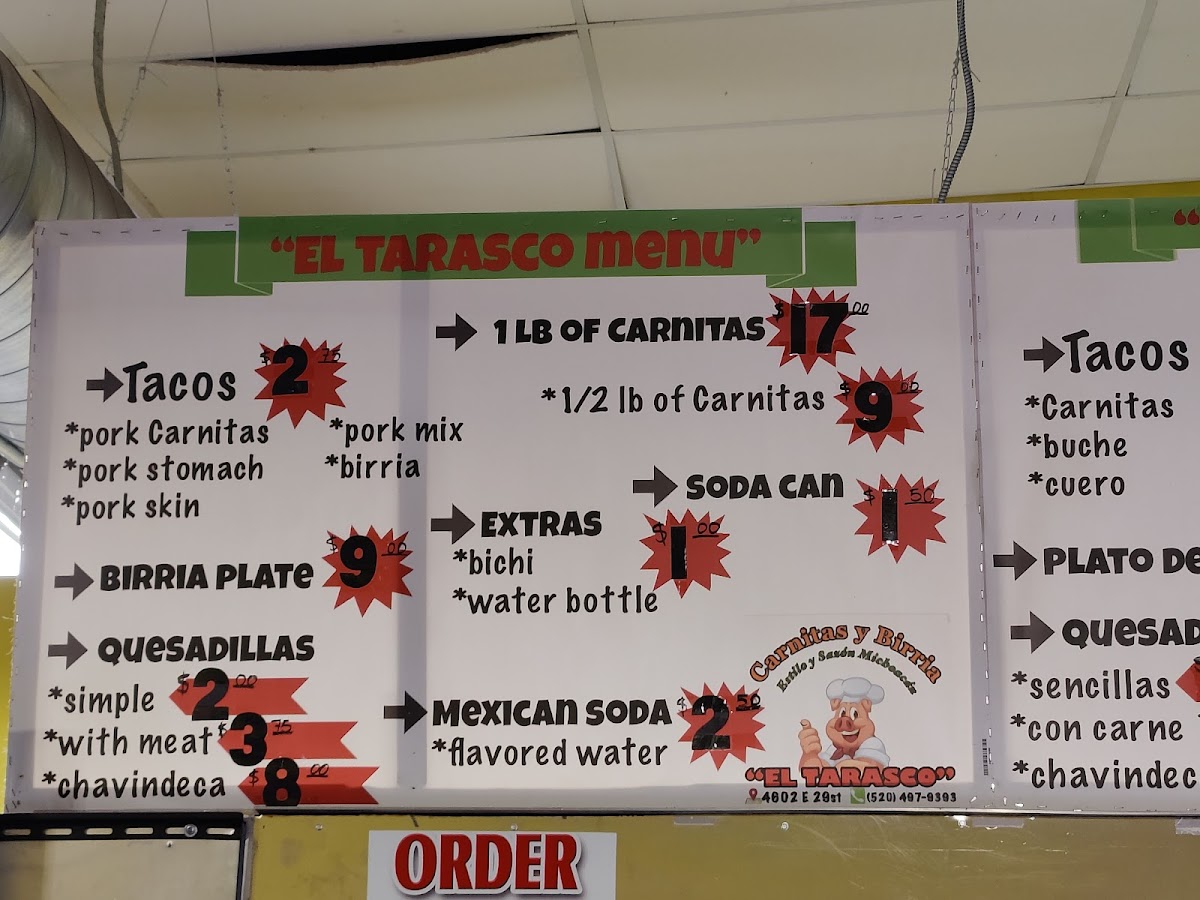 “EL TARASCO menu”
Tacos $2.75
*pork Carnitas *pork mix
*pork stomach *birria
*pork skin
BIRRIA PLATE $9.00
QUESADILLAS
*simple $2.00
*with meat $3.75
*chavindeca $8.00
1 LB OF CARNITAS $17.00
*1/2 lb of Carnitas $9.00
SODA CAN $1.50
EXTRAS $1.00
*bichi
*water bottle
MEXICAN SODA $2.50
*flavored water
Carnitas y Birria
Estilo y Sazón Michoacán
“EL TARASCO”
4602 E 29st (520) 497-9393
Tacos
*Carnitas
*buche
*cuero
PLATO DE
QUESAD
*sencillas
*con carne
*chavindec
ORDER